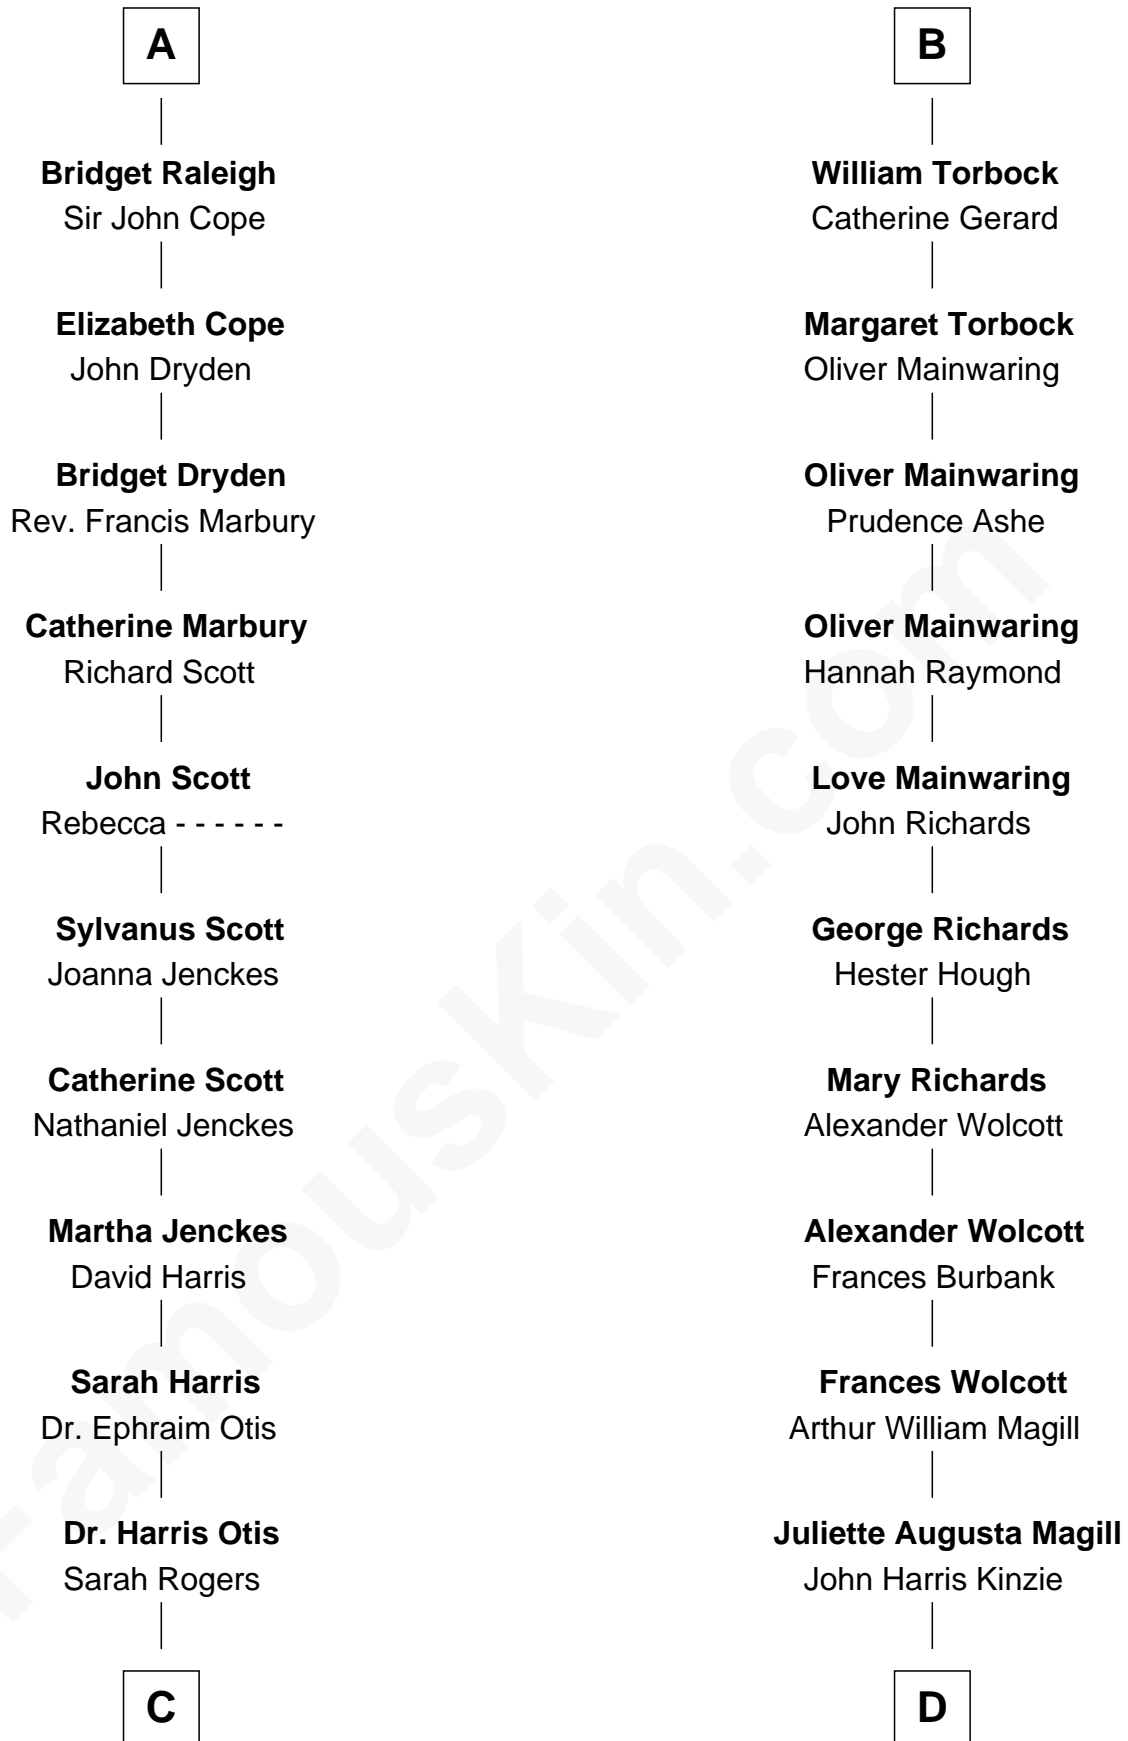 A
Bridget Raleigh
Sir John Cope
Elizabeth Cope
John Dryden
Bridget Dryden
Rev. Francis Marbury
Catherine Marbury
Richard Scott
John Scott
Rebecca - - - - - -
Sylvanus Scott
Joanna Jenckes
Catherine Scott
Nathaniel Jenckes
Martha Jenckes
David Harris
Sarah Harris
Dr. Ephraim Otis
Dr. Harris Otis
Sarah Rogers
C
B
William Torbock
Catherine Gerard
Margaret Torbock
Oliver Mainwaring
Oliver Mainwaring
Prudence Ashe
Oliver Mainwaring
Hannah Raymond
Love Mainwaring
John Richards
George Richards
Hester Hough
Mary Richards
Alexander Wolcott
Alexander Wolcott
Frances Burbank
Frances Wolcott
Arthur William Magill
Juliette Augusta Magill
John Harris Kinzie
D
FamousKin.com